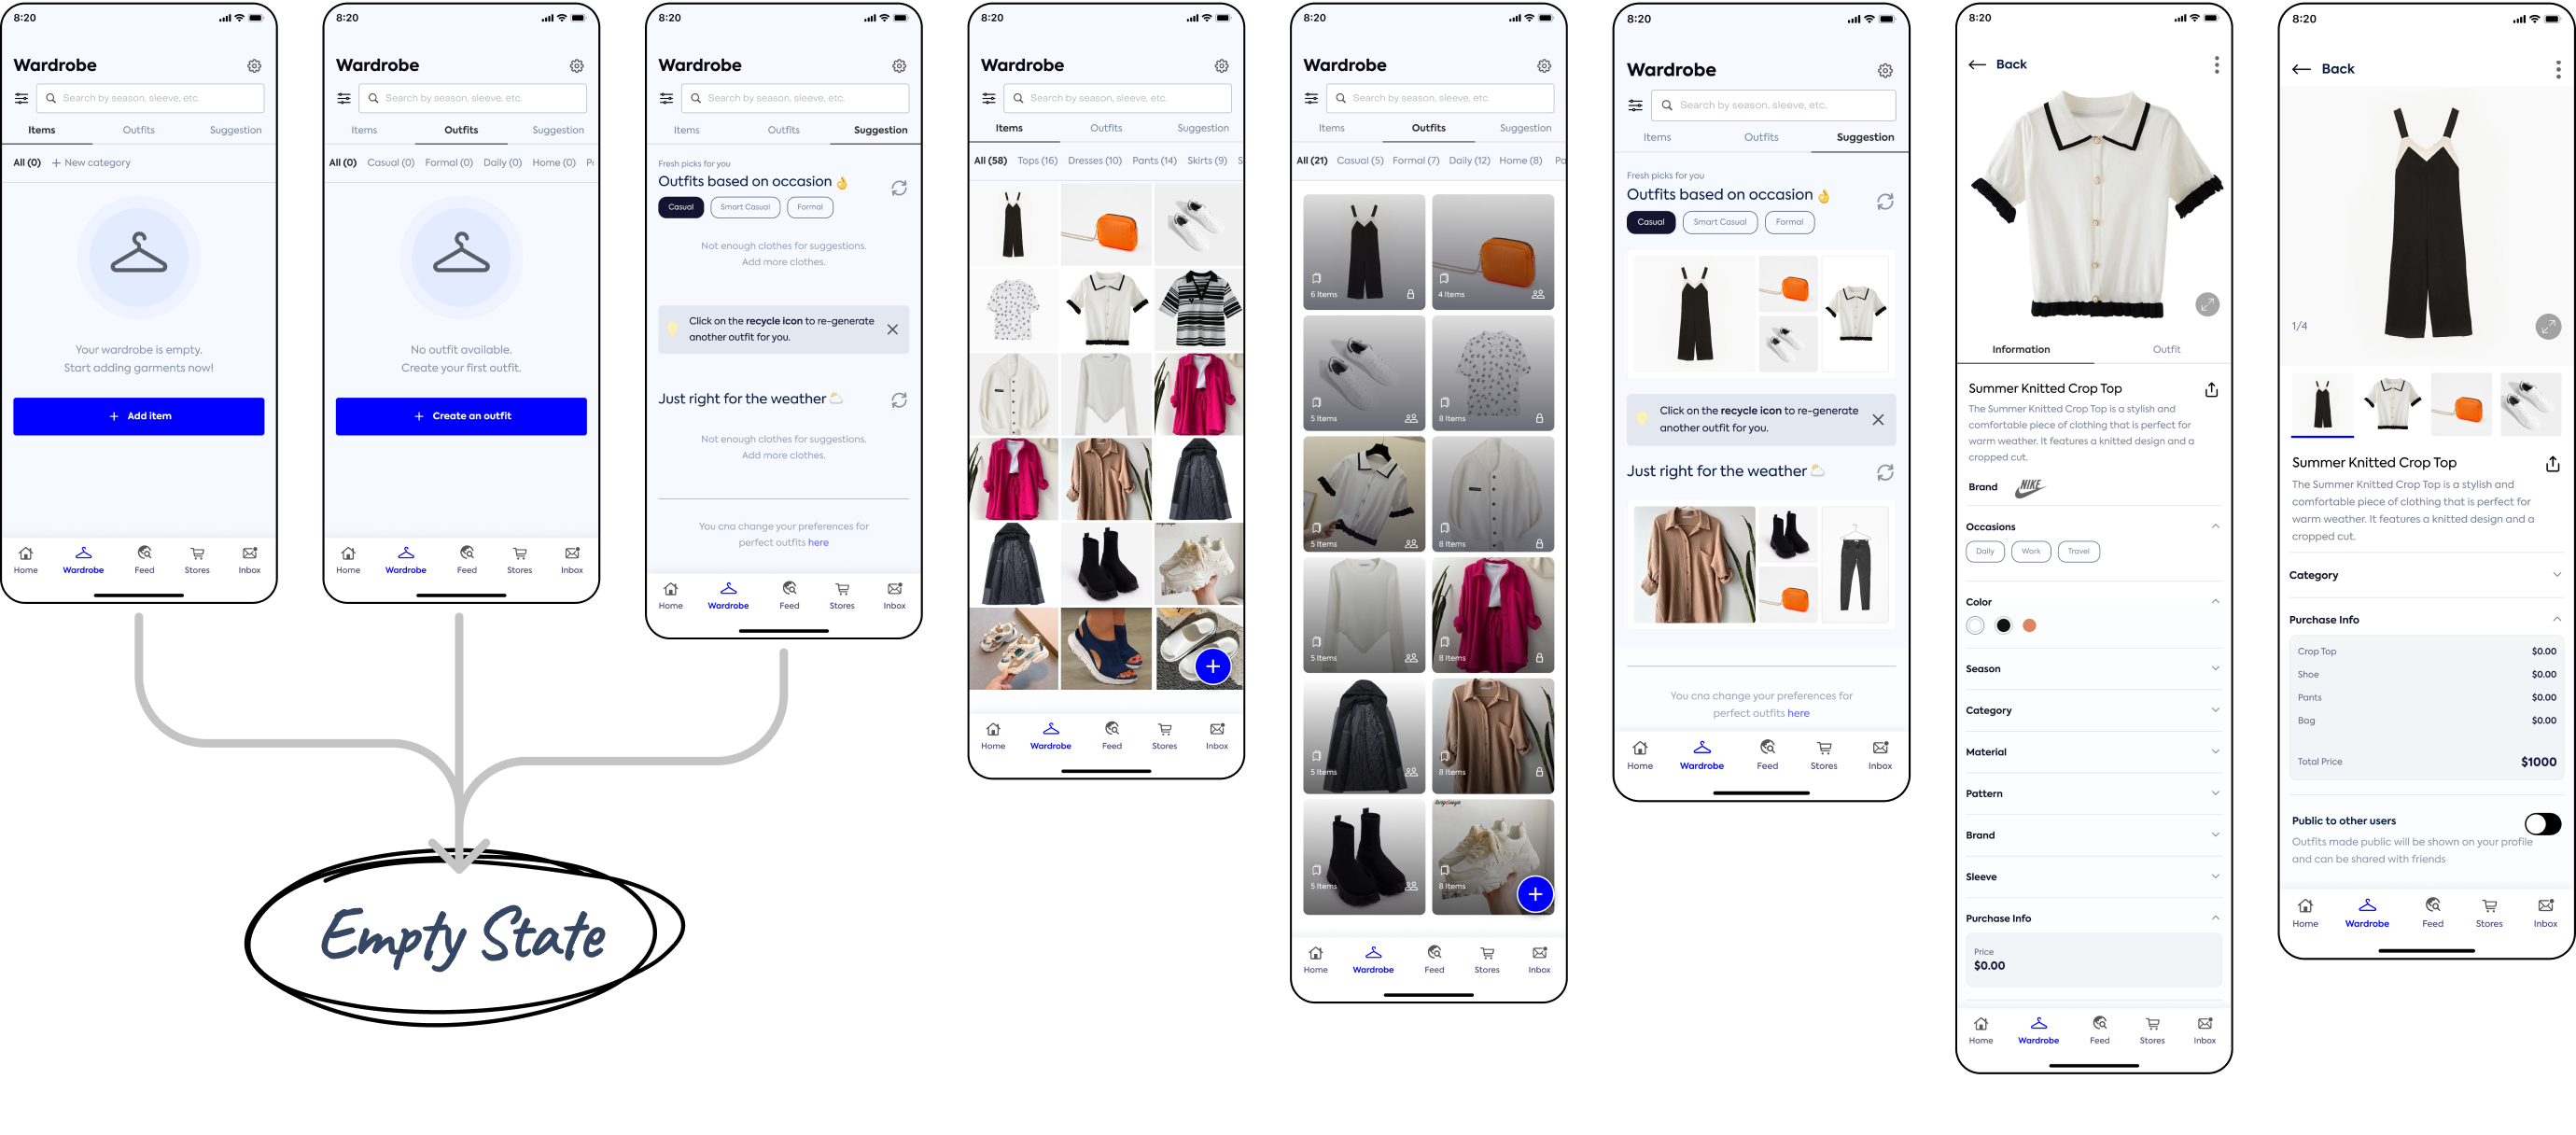 8:20
Wardrobe
Search by season, sleeve, etc.
Items Outfits Suggestion
All (0) + New category
Your wardrobe is empty.
Start adding garments now!
+ Add item
Home Wardrobe Feed Stores Inbox
8:20
Wardrobe
Search by season, sleeve, etc.
Items Outfits Suggestion
All (0) Casual (0) Formal (0) Daily (0) Home (0)
No outfit available.
Create your first outfit.
+ Create an outfit
Home Wardrobe Feed Stores Inbox
8:20
Wardrobe
Search by season, sleeve, etc.
Items Outfits Suggestion
Fresh picks for you
Outfits based on occasion 👌
Casual Smart Casual Formal
Not enough clothes for suggestions.
Add more clothes.
Click on the recycle icon to re-generate
another outfit for you.
Just right for the weather
Not enough clothes for suggestions.
Add more clothes.
You cna change your preferences for
perfect outfits here
Home Wardrobe Feed Stores Inbox
Empty State
8:20
Wardrobe
Search by season, sleeve, etc.
Items Outfits Suggestion
All (58) Tops (16) Dresses (10) Pants (14) Skirts (9) S
Home Wardrobe Feed Stores Inbox
8:20
Wardrobe
Search by season, sleeve, etc.
Items Outfits Suggestion
All (21) Casual (5) Formal (7) Daily (12) Home (8) Pa
6 Items
4 Items
5 Items
8 Items
5 Items
8 Items
5 Items
8 Items
5 Items
8 Items
5 Items
8 Items
Home Wardrobe Feed Stores Inbox
8:20
Wardrobe
Search by season, sleeve, etc.
Items Outfits Suggestion
Fresh picks for you
Outfits based on occasion 👌
Casual Smart Casual Formal
Click on the recycle icon to re-generate
another outfit for you.
Just right for the weather
You cna change your preferences for
perfect outfits here
Home Wardrobe Feed Stores Inbox
8:20
Back
Information Outfit
Summer Knitted Crop Top
The Summer Knitted Crop Top is a stylish and
comfortable piece of clothing that is perfect for
warm weather. It features a knitted design and a
cropped cut.
Brand NIKE
Occasions
Daily Work Travel
Color
Season
Category
Material
Pattern
Brand
Sleeve
Purchase Info
Price
$0.00
Home Wardrobe Feed Stores Inbox
8:20
Back
1/4
Summer Knitted Crop Top
The Summer Knitted Crop Top is a stylish and
comfortable piece of clothing that is perfect for
warm weather. It features a knitted design and a
cropped cut.
Category
Purchase Info
Crop Top $0.00
Shoe $0.00
Pants $0.00
Bag $0.00
Total Price $1000
Public to other users
Outfits made public will be shown on your profile
and can be shared with friends
Home Wardrobe Feed Stores Inbox